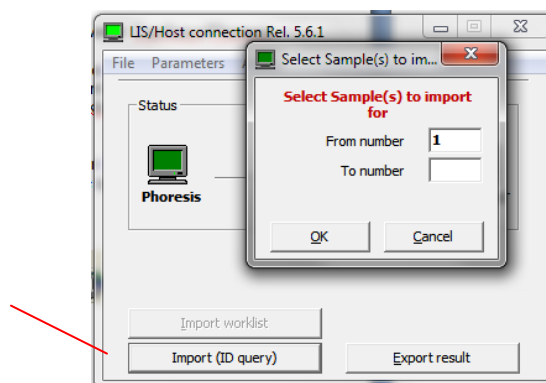 LIS/Host connection Rel. 5.6.1
File Parameters
Select Sample(s) to im...
Select Sample(s) to import
for
From number 1
To number
OK Cancel
Status
Phoresis
Import worklist
Import (ID query) Export result